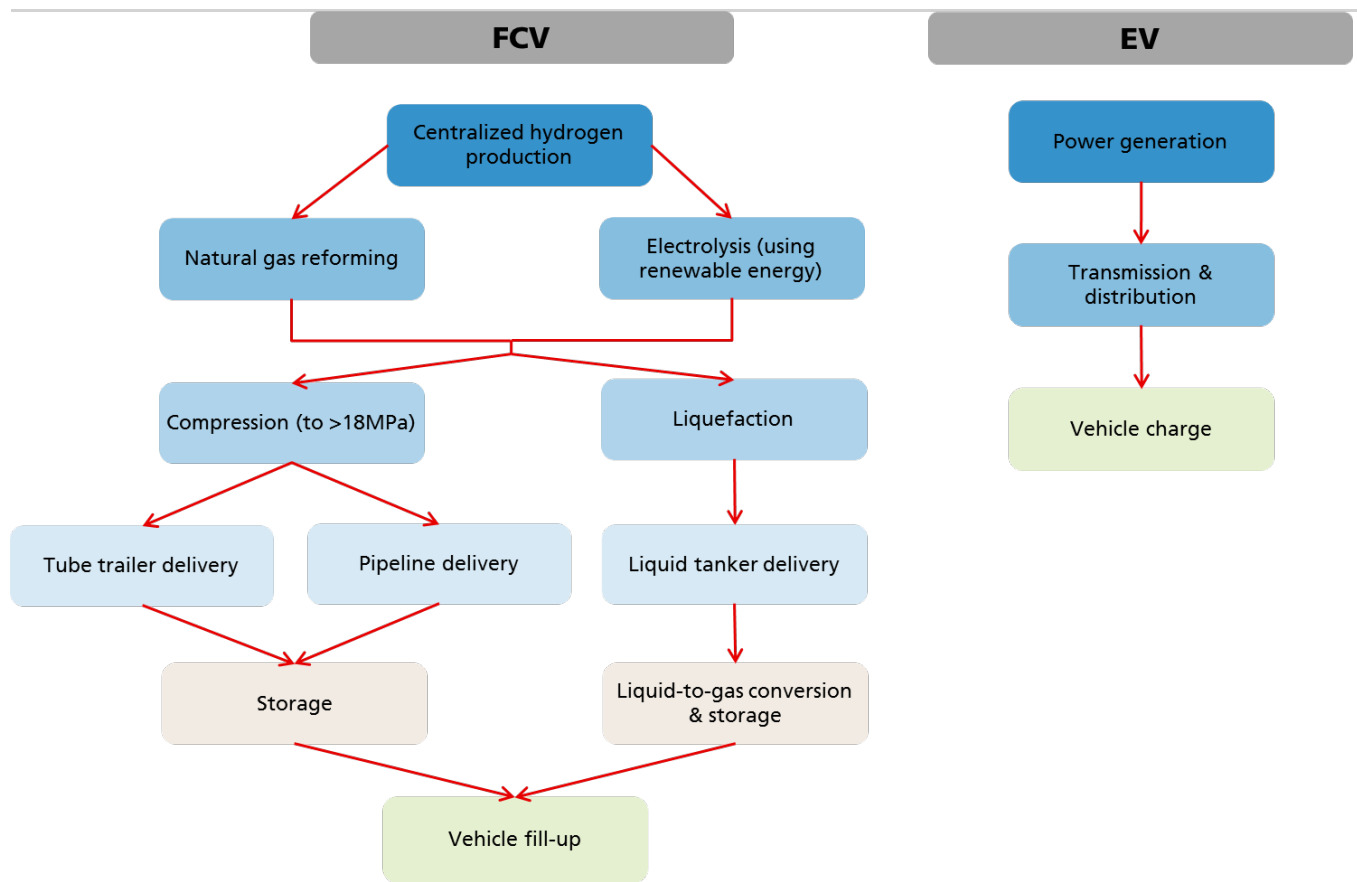 FCV
EV
Centralized hydrogen
production
Power generation
Natural gas reforming
Electrolysis (using
renewable energy)
Transmission &
distribution
Compression (to >18MPa)
Liquefaction
Vehicle charge
Tube trailer delivery
Pipeline delivery
Liquid tanker delivery
Storage
Liquid-to-gas conversion
& storage
Vehicle fill-up